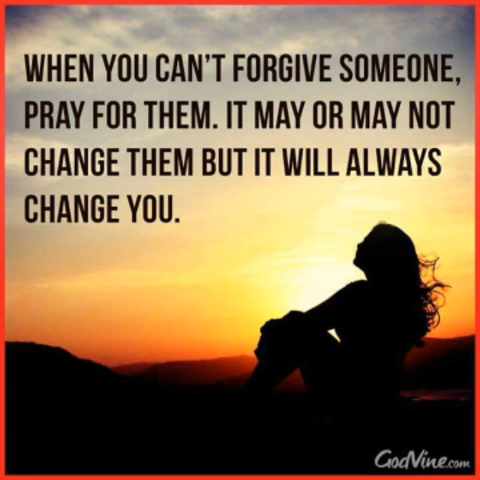 WHEN YOU CAN'T FORGIVE SOMEONE,
PRAY FOR THEM. IT MAY OR MAY NOT
CHANGE THEM BUT IT WILL ALWAYS
CHANGE YOU.
GodVine.com